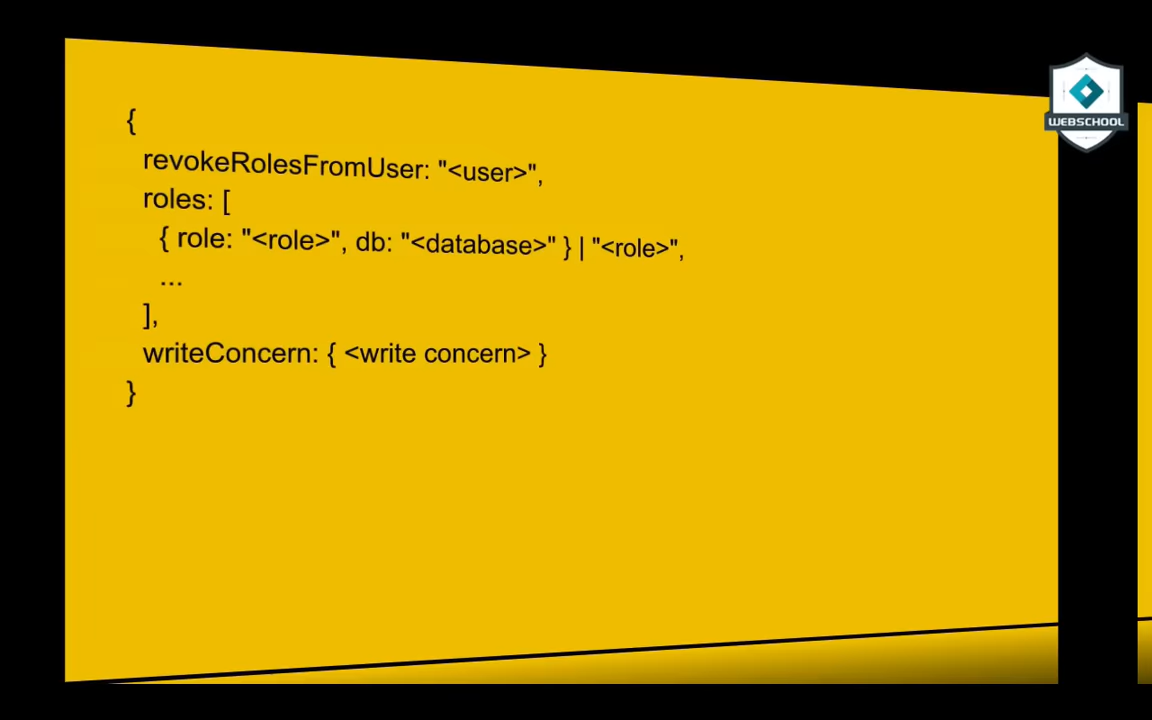 {
revokeRolesFromUser: "<user>",
roles: [
{ role: "<role>", db: "<database>" } | "<role>",
...
],
writeConcern: { <write concern> }
}
WEBSCHOOL